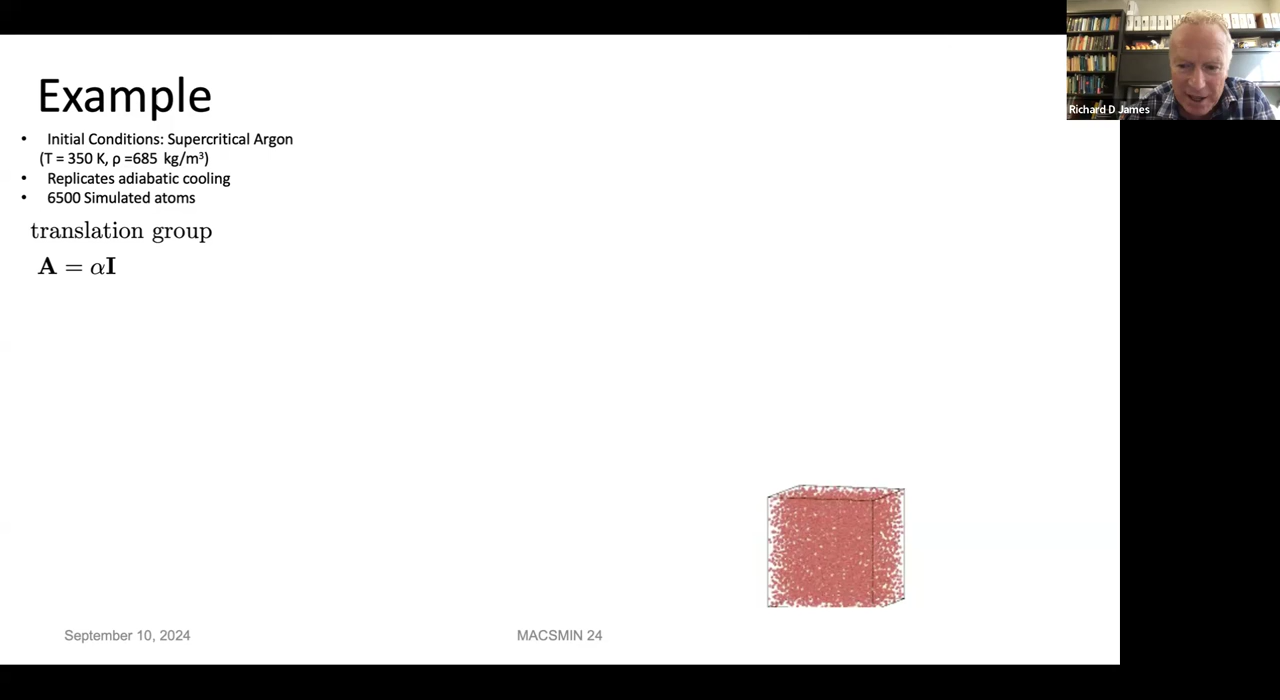 Example
• Initial Conditions: Supercritical Argon
(T = 350 K, ρ =685 kg/m³)
• Replicates adiabatic cooling
• 6500 Simulated atoms
translation group
A = αI
September 10, 2024
MACSMIN 24
Richard D James